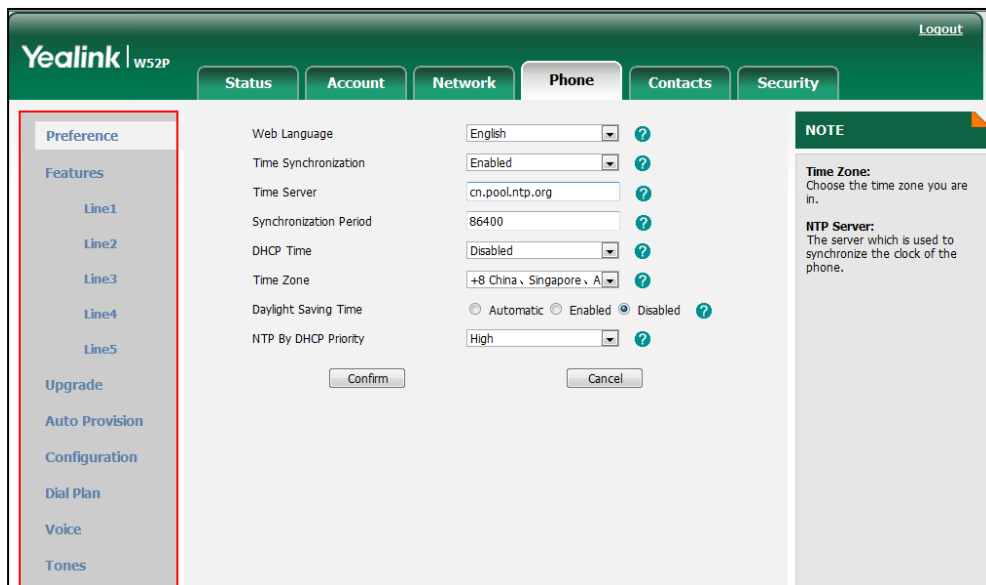 Logout
Yealink | W52P
Status Account Network Phone Contacts Security
Preference
Features
Line1
Line2
Line3
Line4
Line5
Upgrade
Auto Provision
Configuration
Dial Plan
Voice
Tones
Web Language English ?
Time Synchronization Enabled ?
Time Server cn.pool.ntp.org ?
Synchronization Period 86400 ?
DHCP Time Disabled ?
Time Zone +8 China、Singapore、A ?
Daylight Saving Time Automatic Enabled Disabled ?
NTP By DHCP Priority High ?
Confirm Cancel
NOTE
Time Zone:
Choose the time zone you are
in.
NTP Server:
The server which is used to
synchronize the clock of the
phone.